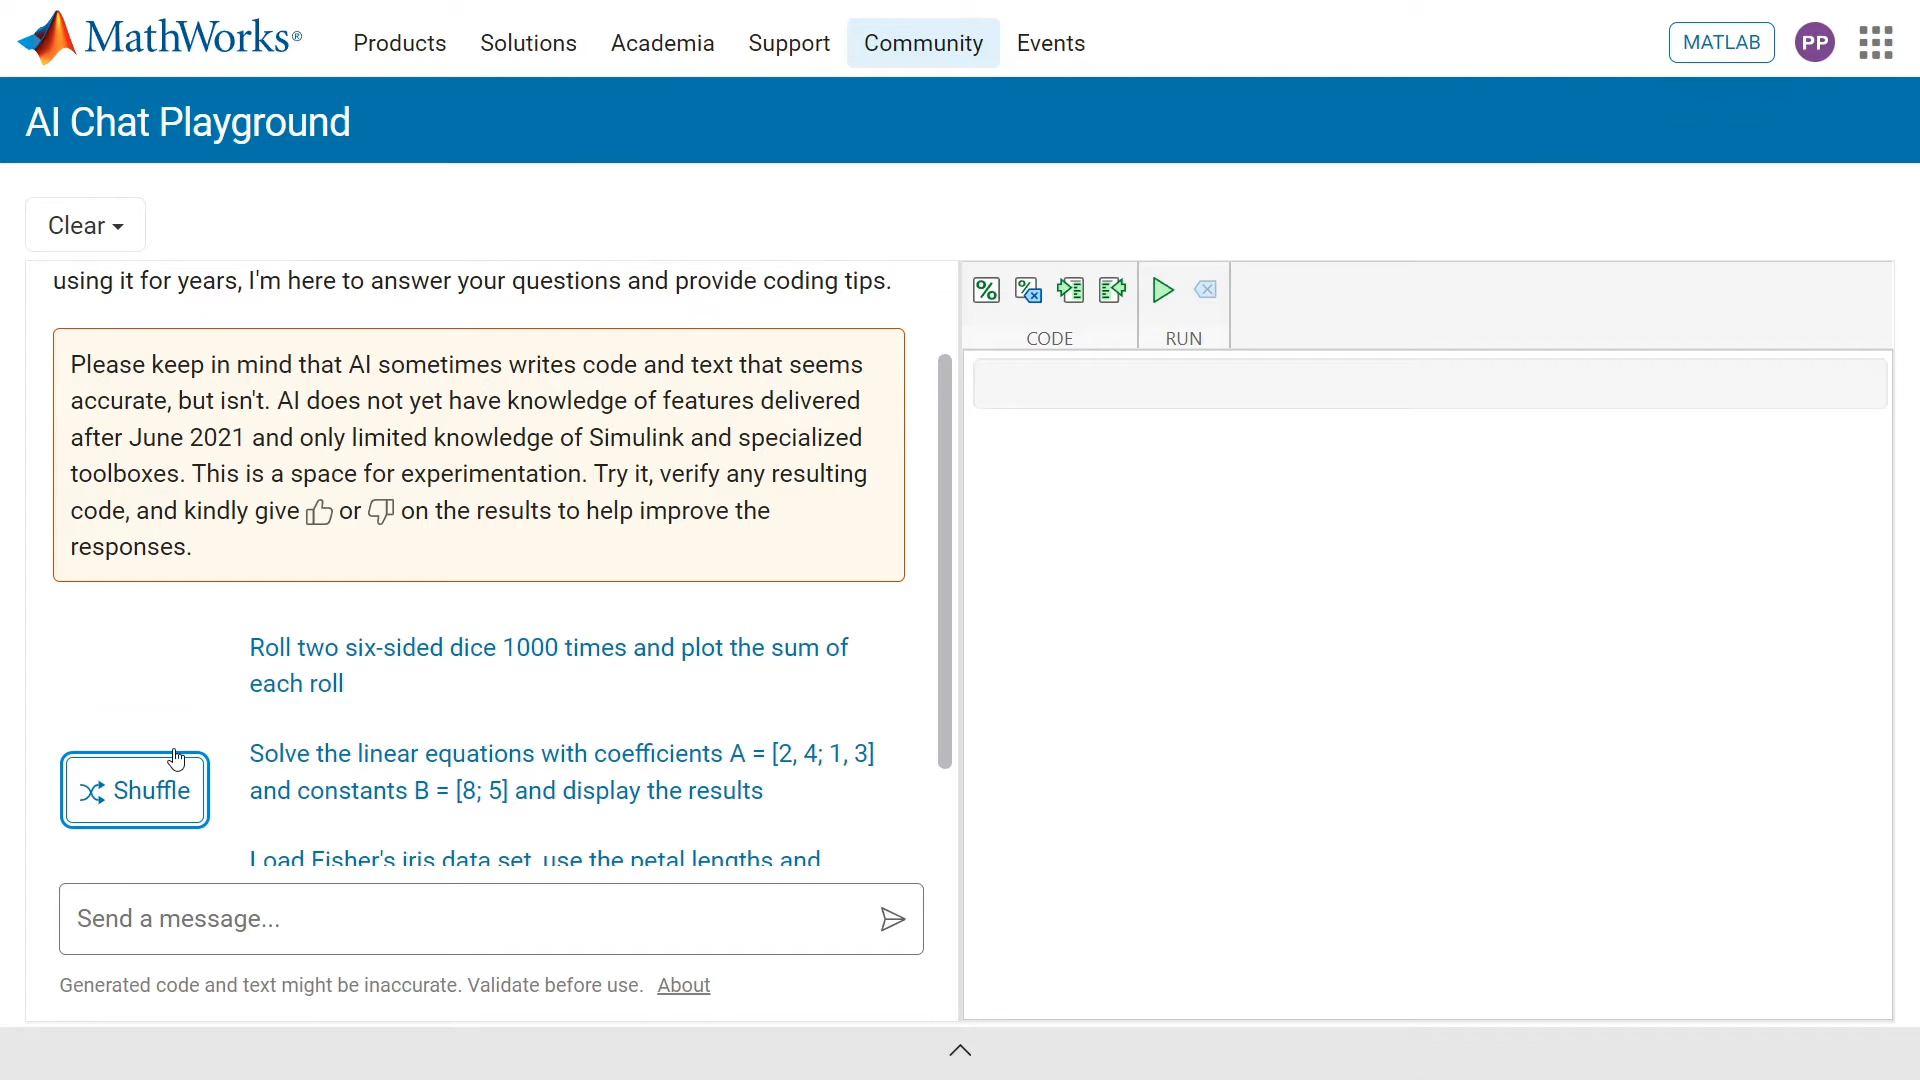 MathWorks®
Products Solutions Academia Support Community Events
MATLAB PP
AI Chat Playground
Clear
using it for years, I'm here to answer your questions and provide coding tips.
Please keep in mind that AI sometimes writes code and text that seems
accurate, but isn't. AI does not yet have knowledge of features delivered
after June 2021 and only limited knowledge of Simulink and specialized
toolboxes. This is a space for experimentation. Try it, verify any resulting
code, and kindly give or on the results to help improve the
responses.
Roll two six-sided dice 1000 times and plot the sum of
each roll
Solve the linear equations with coefficients A = [2, 4; 1, 3]
and constants B = [8; 5] and display the results
Shuffle
Load Fisher's iris data set, use the petal lengths and
Send a message...
Generated code and text might be inaccurate. Validate before use. About
CODE
RUN